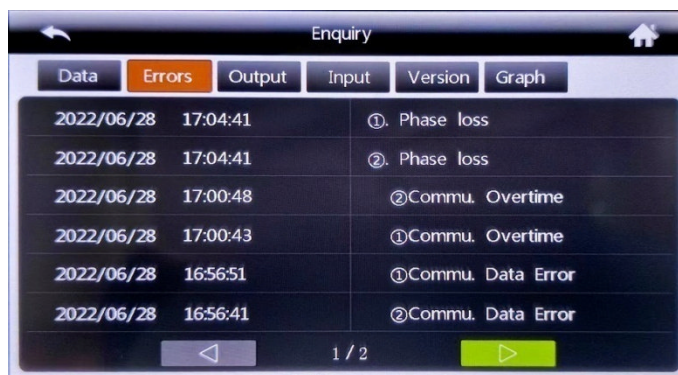 Enquiry
Data Errors Output Input Version Graph
2022/06/28 17:04:41 ①. Phase loss
2022/06/28 17:04:41 ②. Phase loss
2022/06/28 17:00:48 ②Commu. Overtime
2022/06/28 17:00:43 ①Commu. Overtime
2022/06/28 16:56:51 ①Commu. Data Error
2022/06/28 16:56:41 ②Commu. Data Error
1 / 2